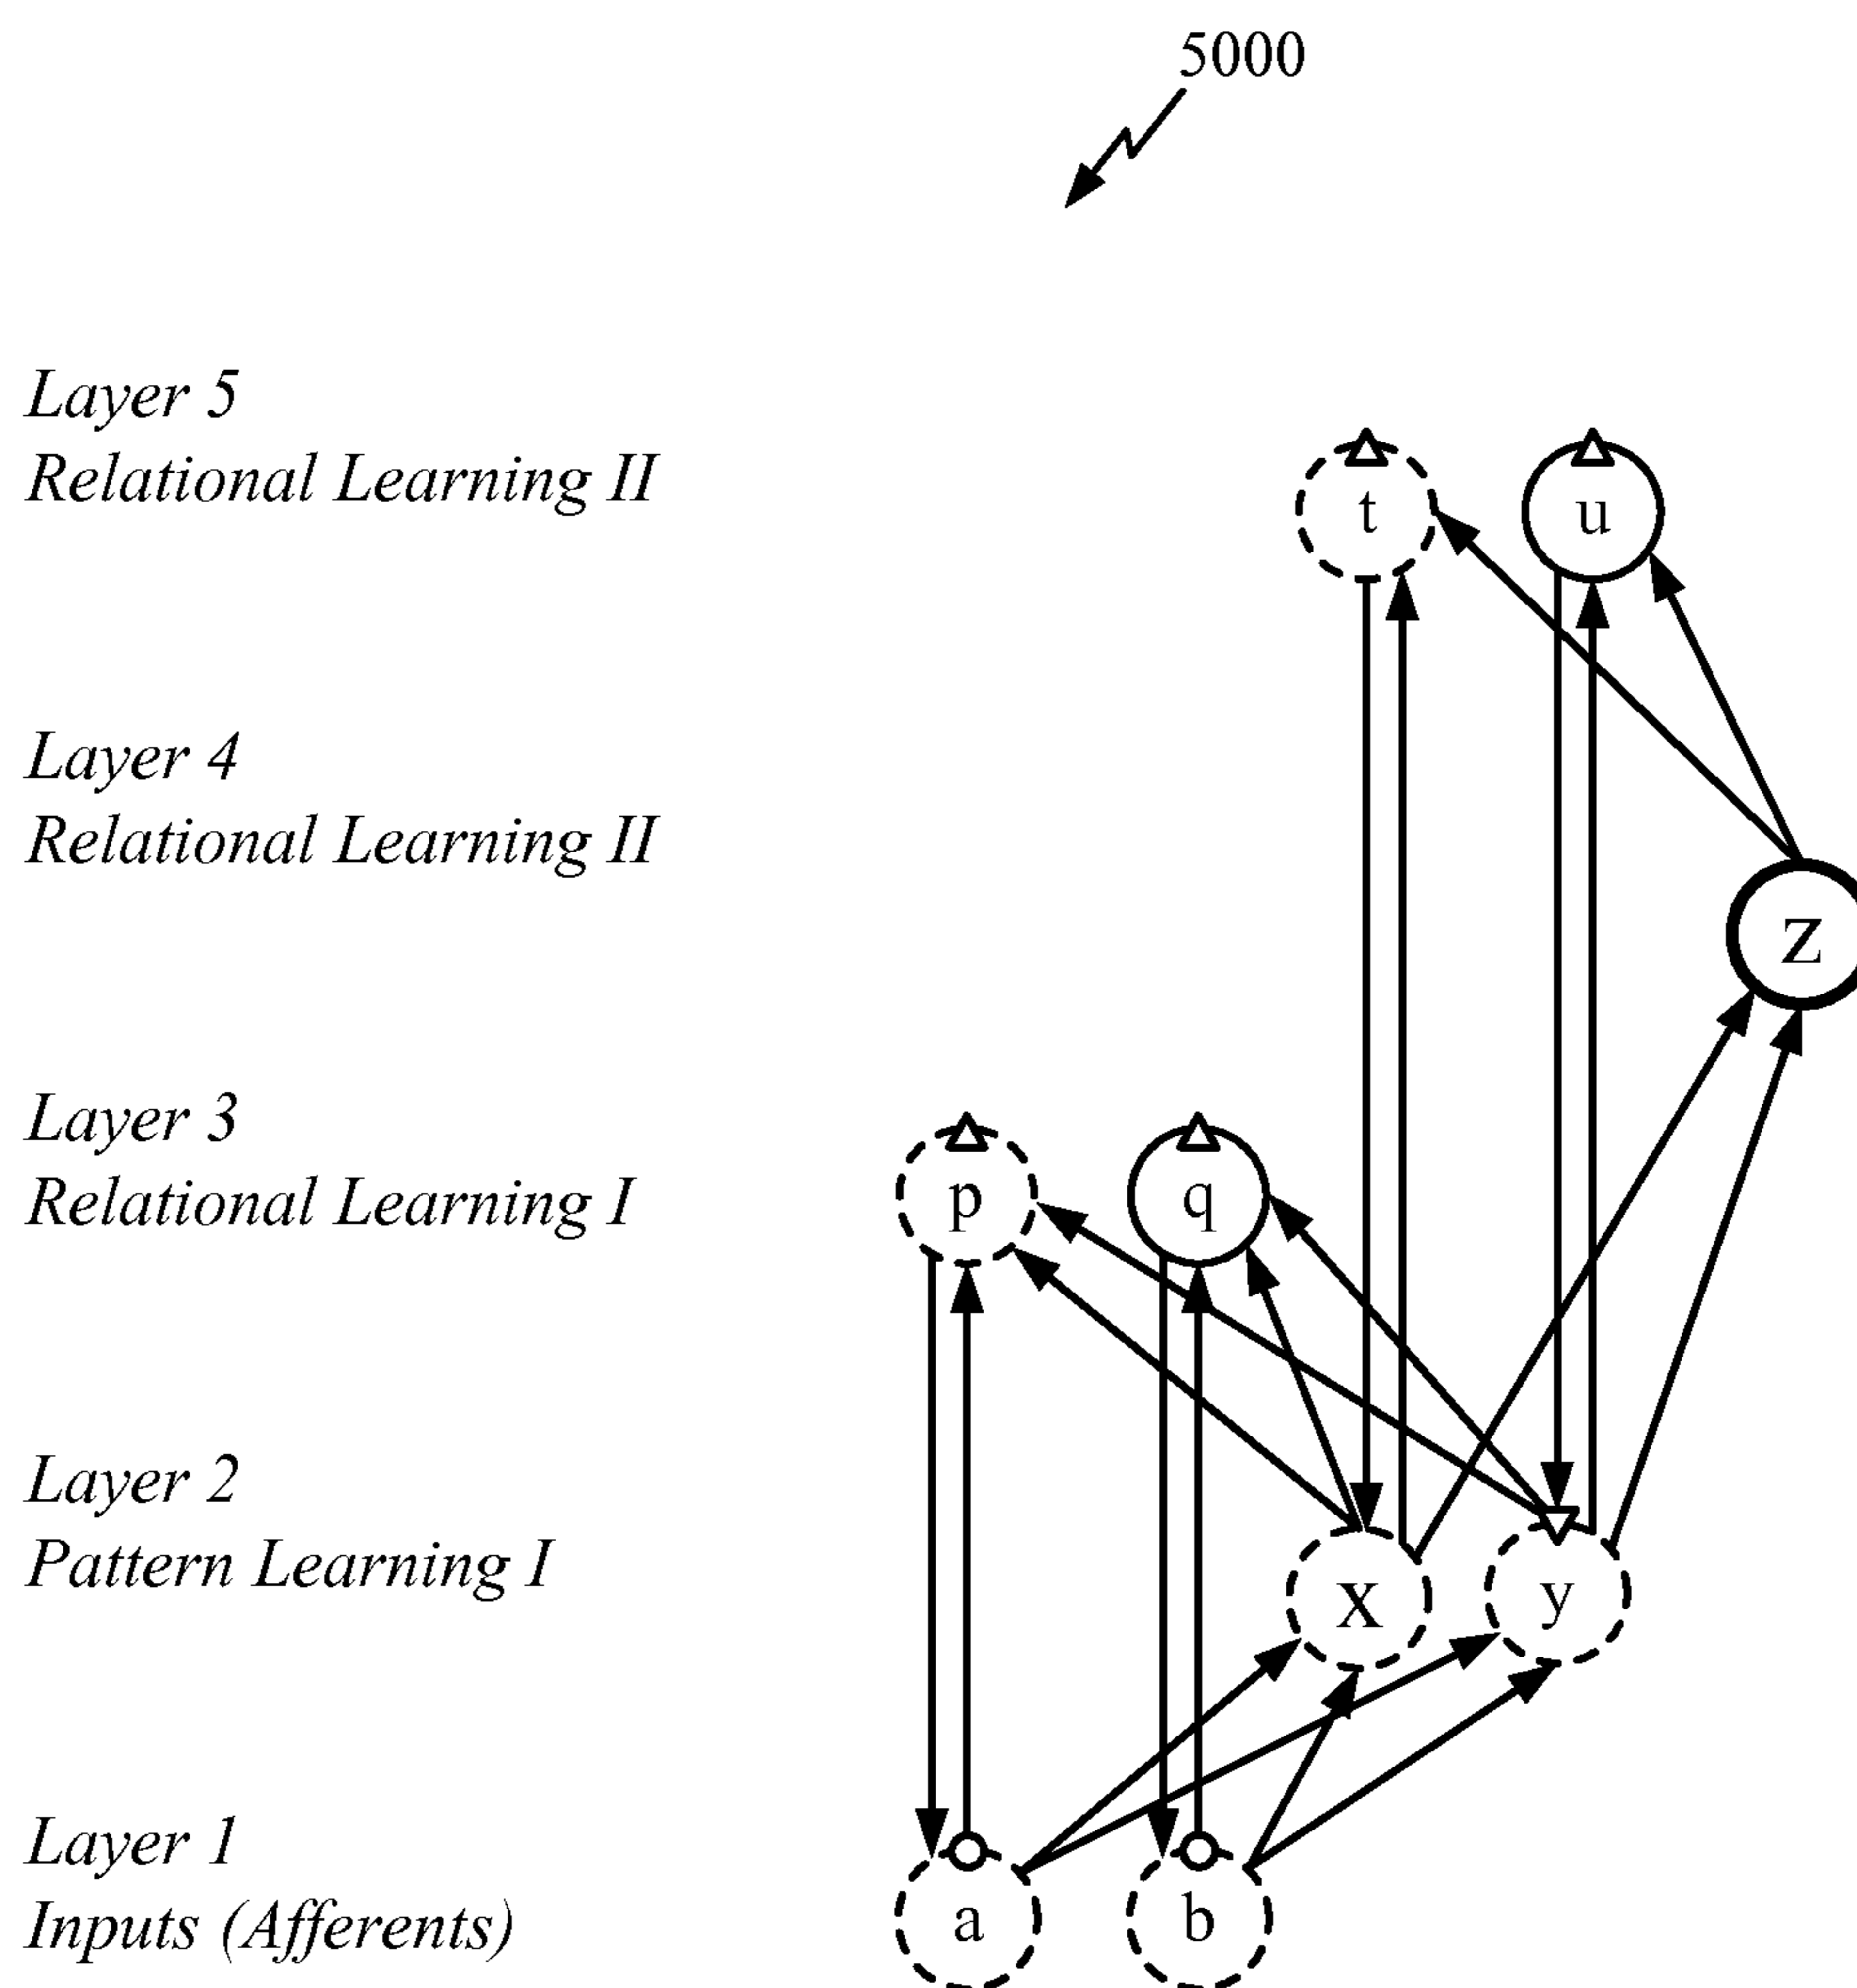 5000
Layer 5
Relational Learning II
t u
Layer 4
Relational Learning II
z
Layer 3
Relational Learning I
p q
Layer 2
Pattern Learning I
x y
Layer 1
Inputs (Afferents)
a b